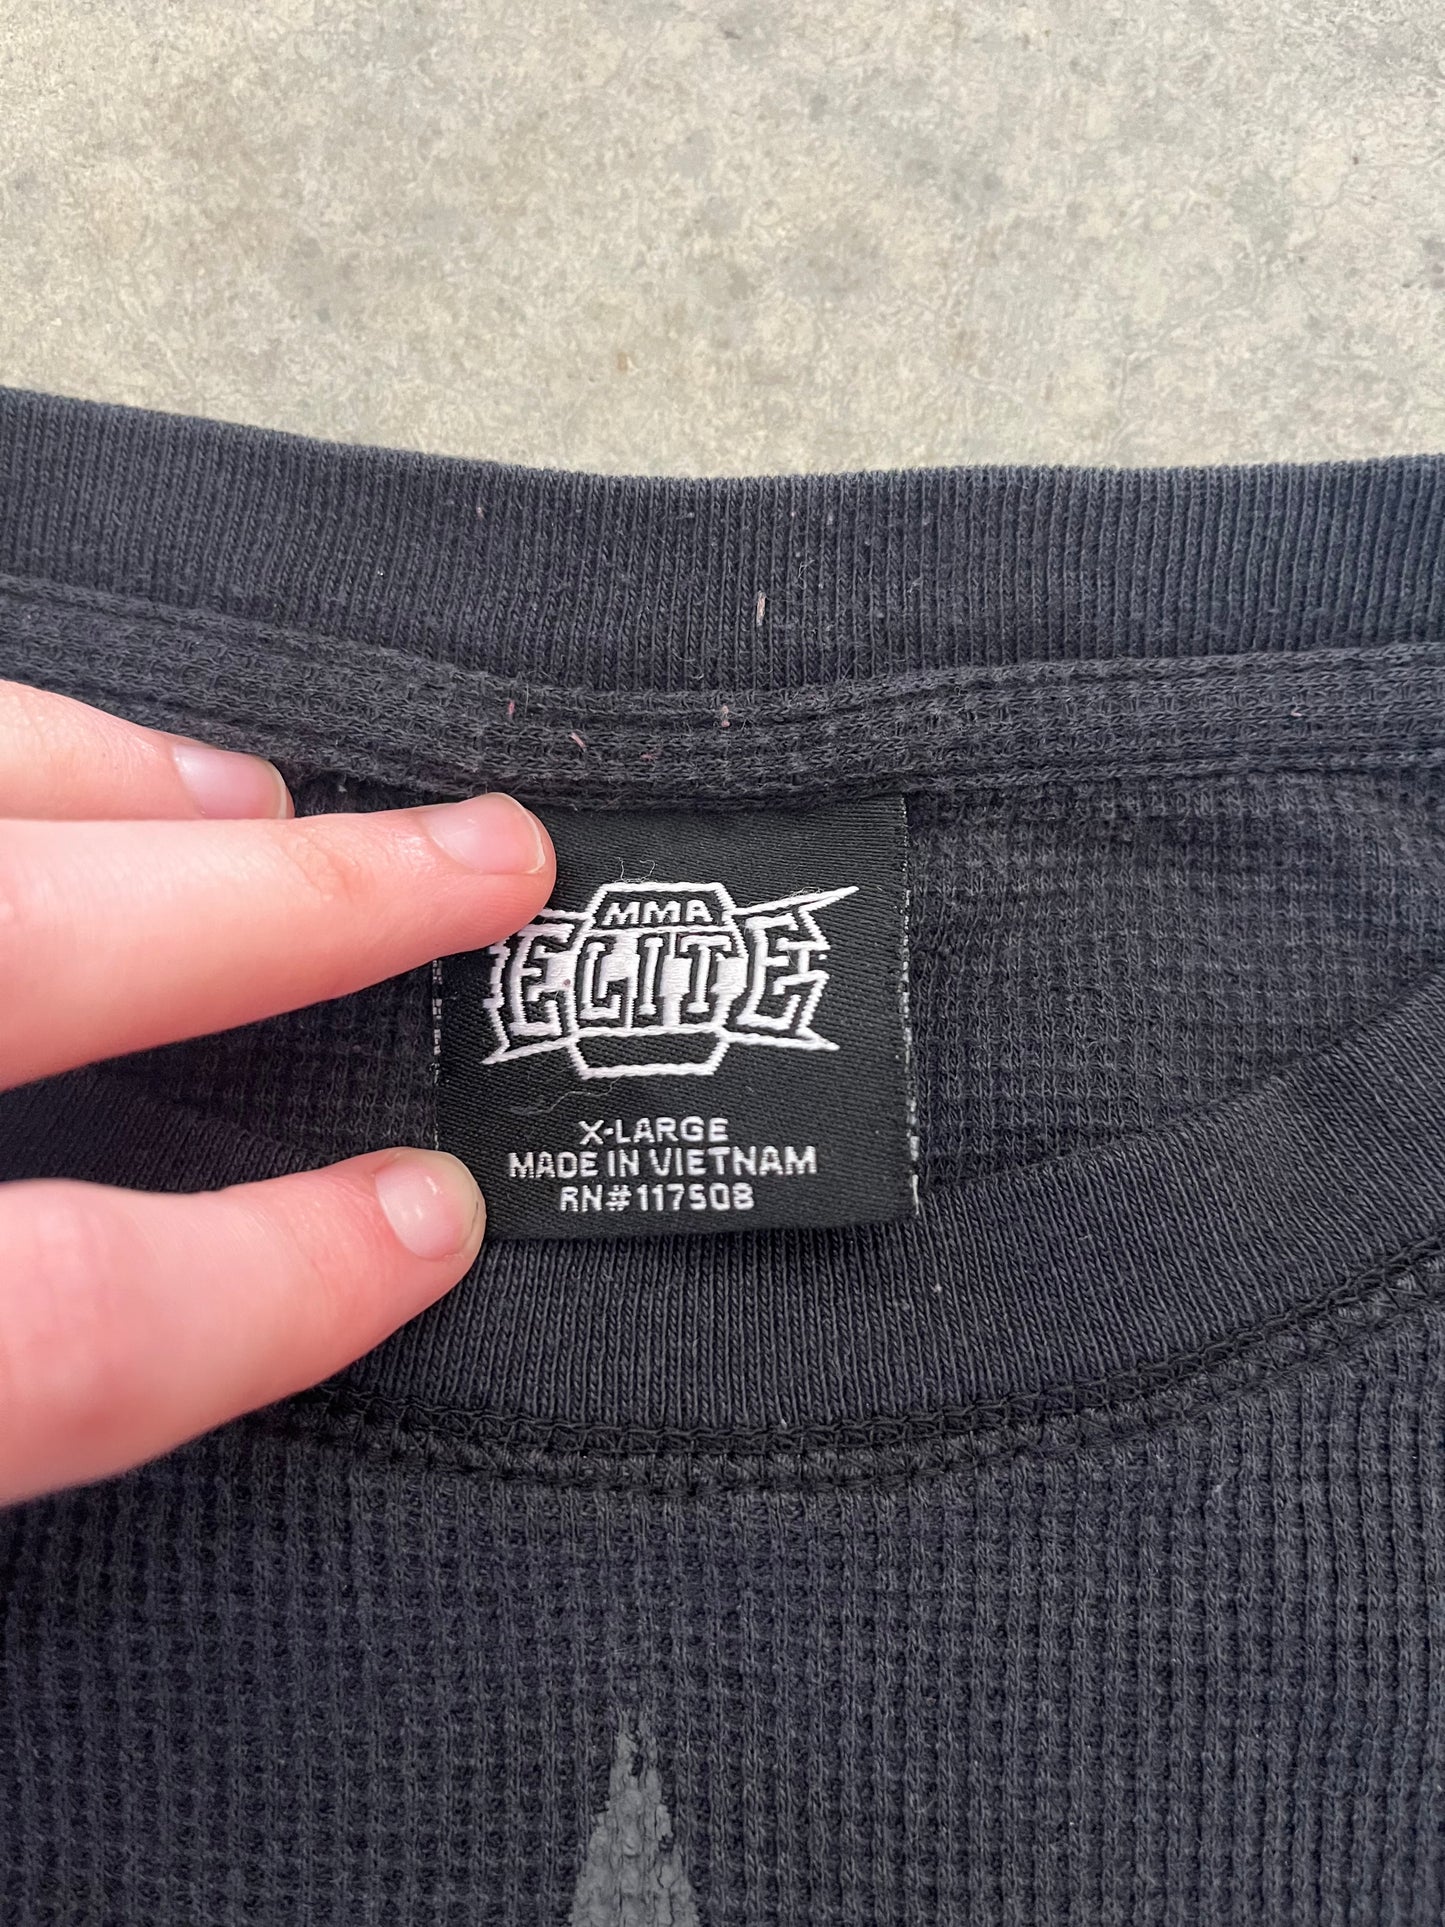 MMA
ELITE
X-LARGE
MADE IN VIETNAM
RN#117508